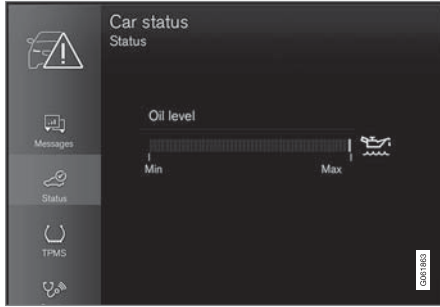 Car status
Status
Oil level
Min Max
Messages
Status
TPMS
G061863